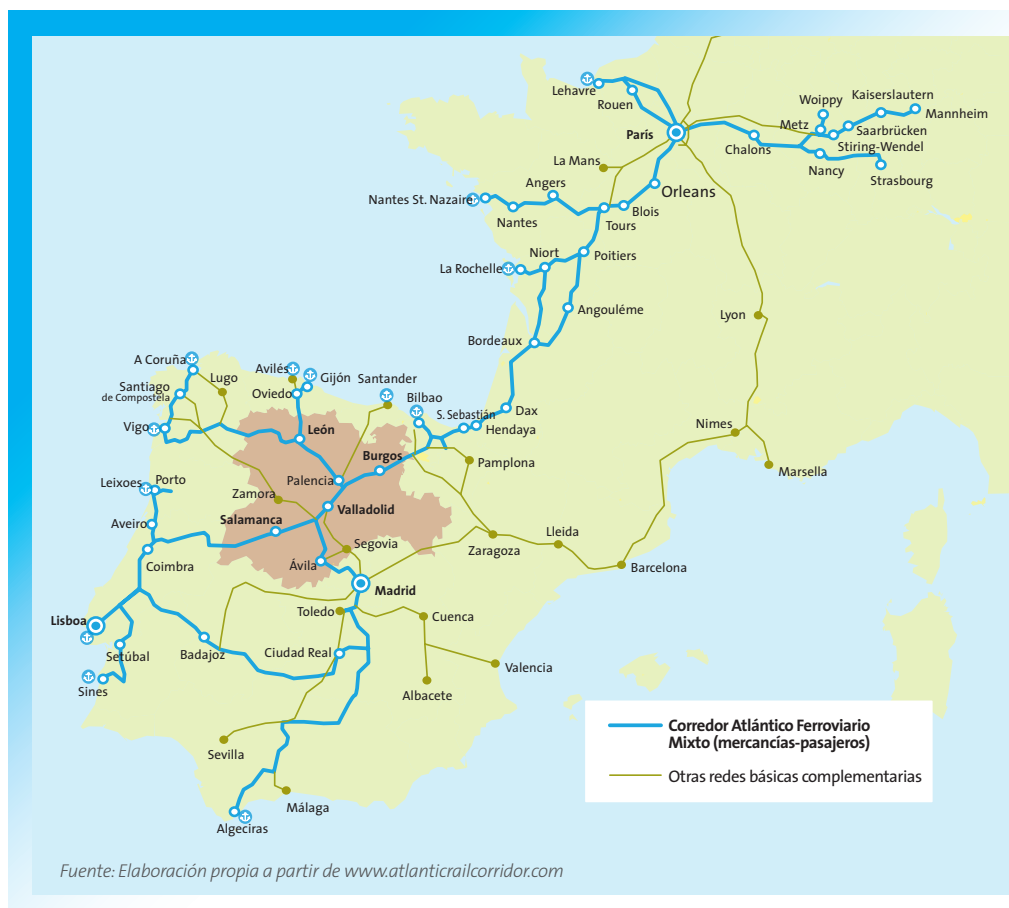 Lehavre
Rouen
París
Woippy
Kaiserslautern
Metz
Mannheim
Saarbrücken
Stiring-Wendel
Chalons
Nancy
Strasbourg
La Mans
Angers
Orleans
Nantes St. Nazaire
Nantes
Blois
Tours
Niort
Poitiers
La Rochelle
Angouléme
Lyon
Bordeaux
A Coruña
Avilés
Gijón
Santander
Lugo
Oviedo
Bilbao
Santiago
de Compostela
S. Sebastián
Dax
Hendaya
Vigo
León
Nimes
Burgos
Pamplona
Marsella
Leixoes
Porto
Palencia
Zamora
Valladolid
Aveiro
Salamanca
Segovia
Zaragoza
Lleida
Coimbra
Ávila
Barcelona
Madrid
Lisboa
Toledo
Cuenca
Setúbal
Badajoz
Ciudad Real
Valencia
Sines
Albacete
Sevilla
Málaga
Algeciras
Corredor Atlántico Ferroviario
Mixto (mercancías-pasajeros)
Otras redes básicas complementarias
Fuente: Elaboración propia a partir de www.atlanticrailcorridor.com